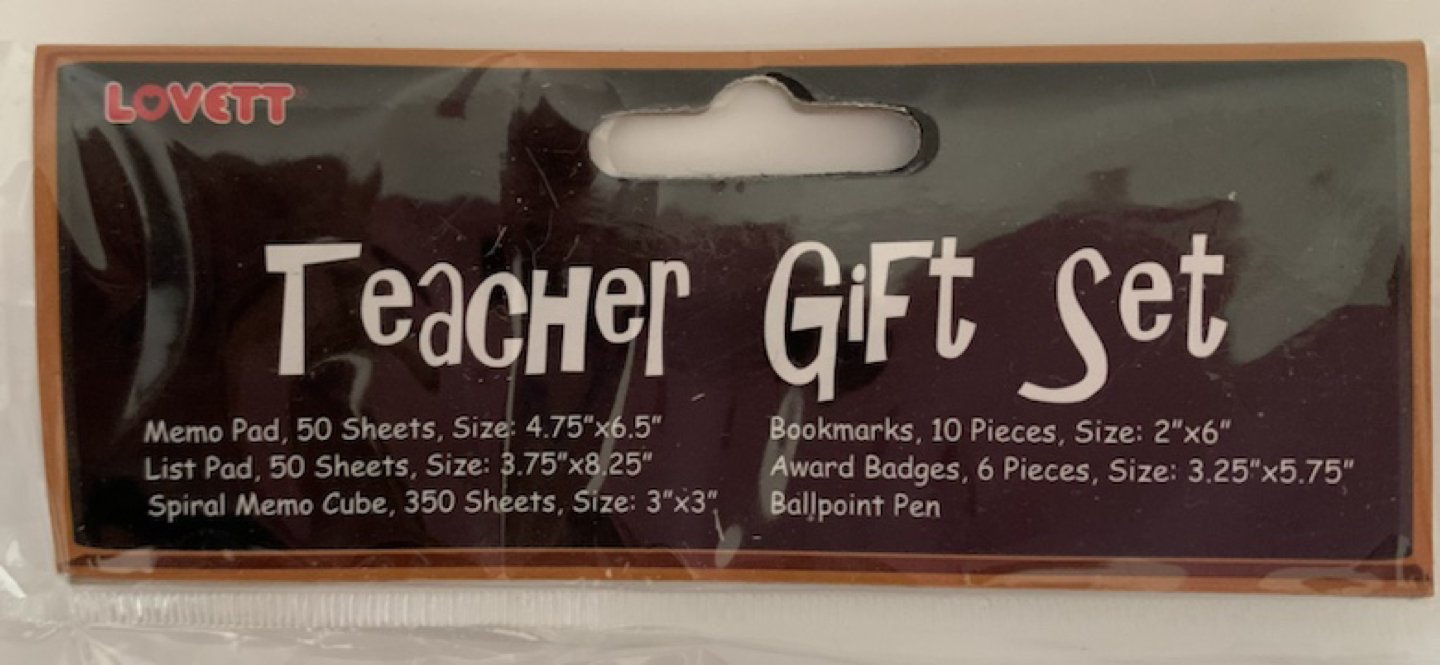 LOVETT
Teacher Gift Set
Memo Pad, 50 Sheets, Size: 4.75"x6.5"
List Pad, 50 Sheets, Size: 3.75"x8.25"
Spiral Memo Cube, 350 Sheets, Size: 3"x3"
Bookmarks, 10 Pieces, Size: 2"x6"
Award Badges, 6 Pieces, Size: 3.25"x5.75"
Ballpoint Pen